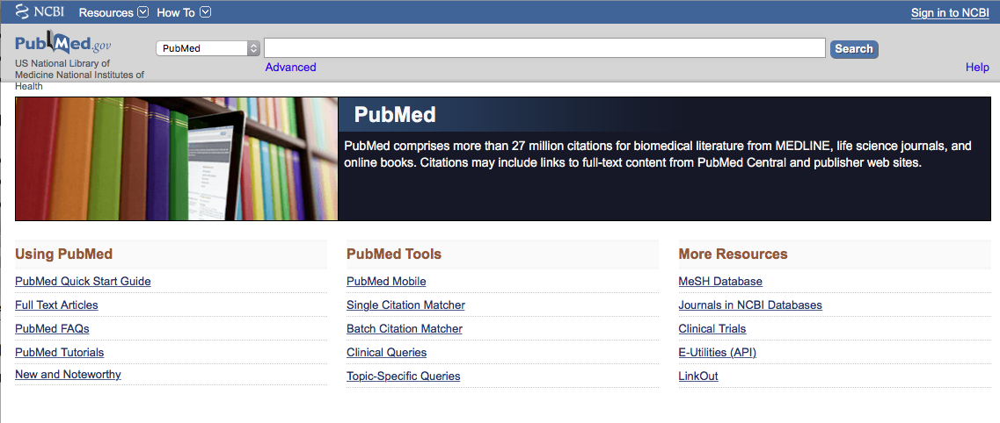 NCBI Resources How To Sign in to NCBI
PubMed.gov
US National Library of
Medicine National Institutes of
Health
PubMed
Search
Advanced
Help
PubMed
PubMed comprises more than 27 million citations for biomedical literature from MEDLINE, life science journals, and
online books. Citations may include links to full-text content from PubMed Central and publisher web sites.
Using PubMed
PubMed Quick Start Guide
Full Text Articles
PubMed FAQs
PubMed Tutorials
New and Noteworthy
PubMed Tools
PubMed Mobile
Single Citation Matcher
Batch Citation Matcher
Clinical Queries
Topic-Specific Queries
More Resources
MeSH Database
Journals in NCBI Databases
Clinical Trials
E-Utilities (API)
LinkOut